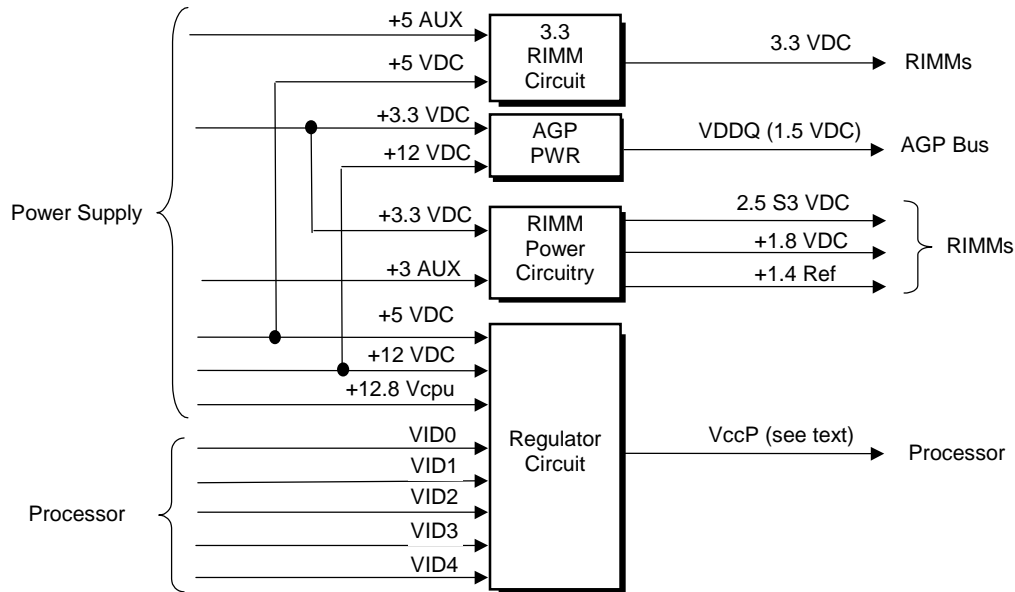 +5 AUX
+5 VDC
3.3
RIMM
Circuit
3.3 VDC
RIMMs
+3.3 VDC
+12 VDC
AGP
PWR
VDDQ (1.5 VDC)
AGP Bus
Power Supply
+3.3 VDC
+3 AUX
RIMM
Power
Circuitry
2.5 S3 VDC
+1.8 VDC
+1.4 Ref
RIMMs
+5 VDC
+12 VDC
+12.8 Vcpu
Regulator
Circuit
VccP (see text)
Processor
Processor
VID0
VID1
VID2
VID3
VID4